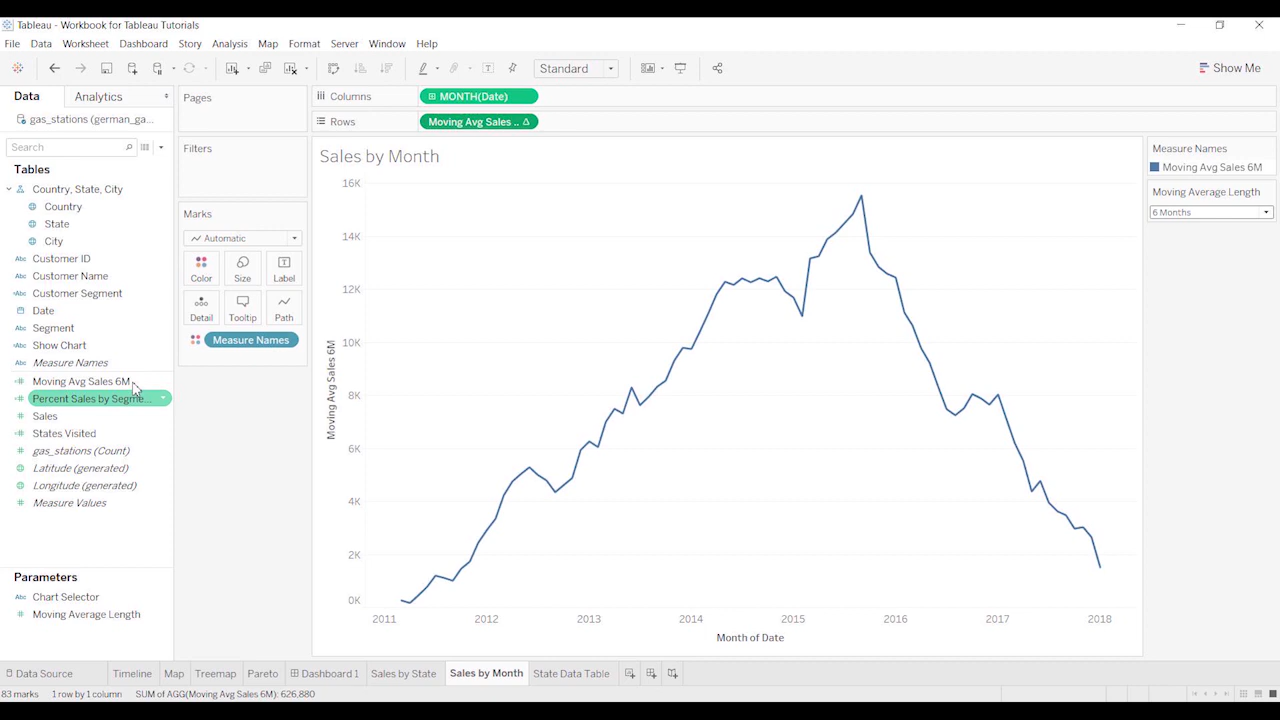 Tableau - Workbook for Tableau Tutorials
File Data Worksheet Dashboard Story Analysis Map Format Server Window Help
Standard
Show Me
Data Analytics
gas_stations (german_ga...
Search
Tables
Country, State, City
Country
State
City
Abc Customer ID
Abc Customer Name
Abc Customer Segment
Date
Abc Segment
Abc Show Chart
Abc Measure Names
Moving Avg Sales 6M
Percent Sales by Segme...
Sales
States Visited
gas_stations (Count)
Latitude (generated)
Longitude (generated)
Measure Values
Parameters
Abc Chart Selector
Moving Average Length
Pages
Filters
Marks
Automatic
Color Size Label
Detail Tooltip Path
Measure Names
Columns MONTH(Date)
Rows Moving Avg Sales .. Δ
Sales by Month
Moving Avg Sales 6M
16K
14K
12K
10K
8K
6K
4K
2K
0K
2011 2012 2013 2014 2015 2016 2017 2018
Month of Date
Measure Names
Moving Avg Sales 6M
Moving Average Length
6 Months
Data Source Timeline Map Treemap Pareto Dashboard 1 Sales by State Sales by Month State Data Table
83 marks 1 row by 1 column SUM of AGG(Moving Avg Sales 6M): 626,880